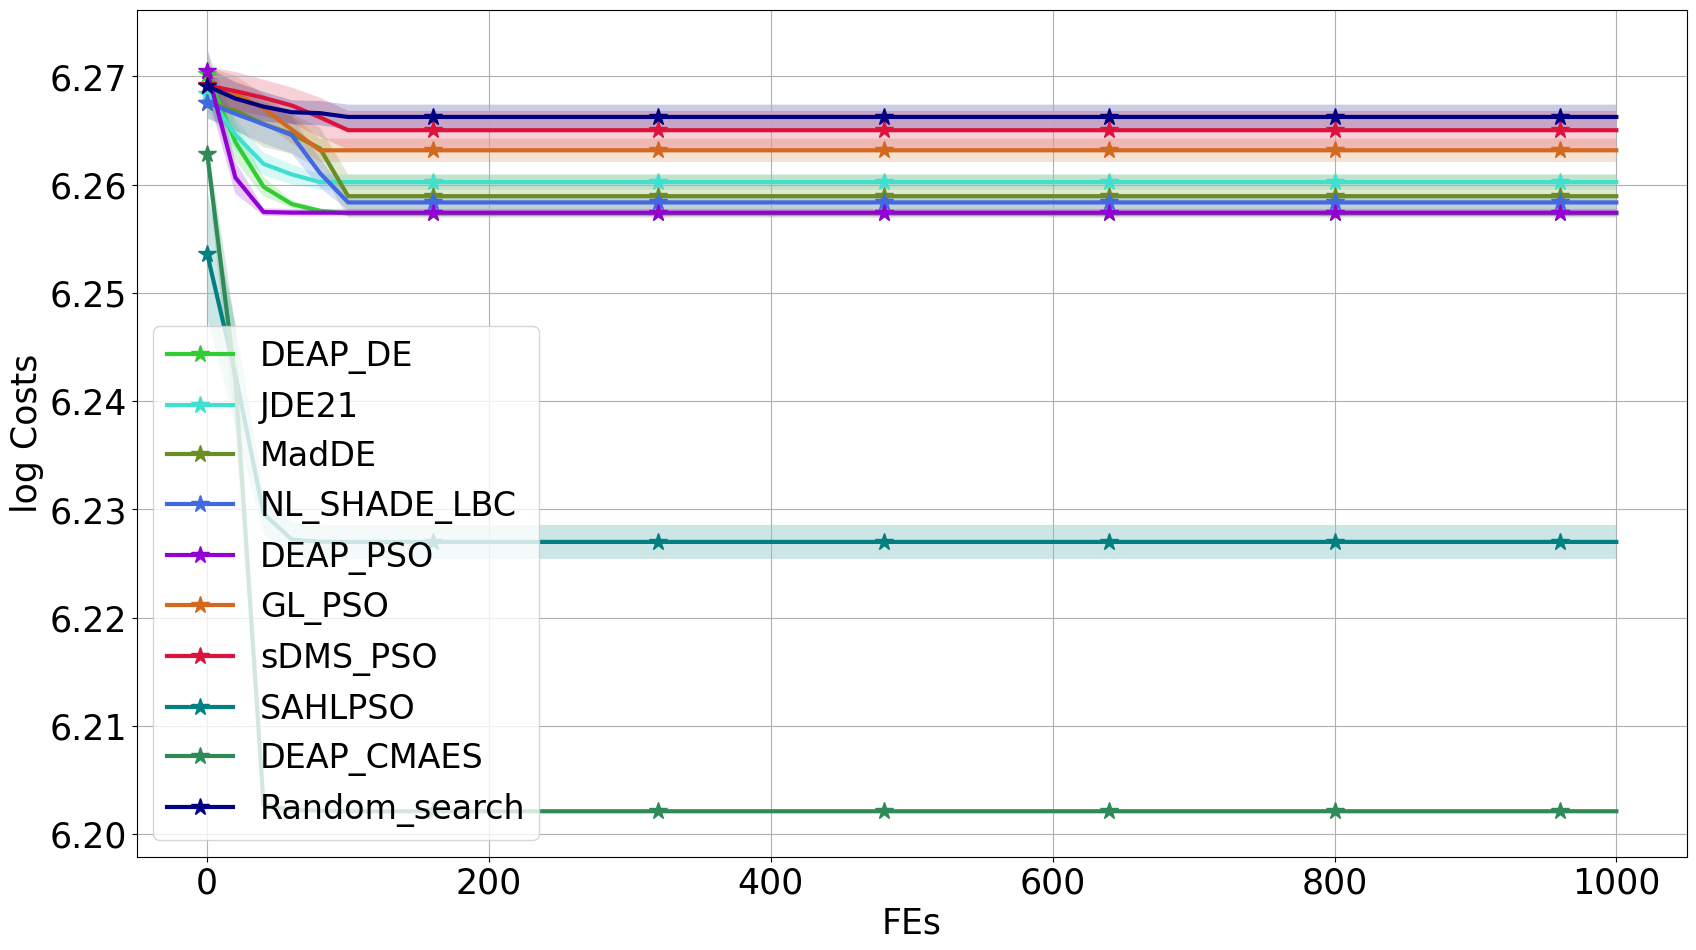 6.27
6.26
6.25
6.24
6.23
6.22
6.21
6.20
log Costs
DEAP_DE
JDE21
MadDE
NL_SHADE_LBC
DEAP_PSO
GL_PSO
sDMS_PSO
SAHLPSO
DEAP_CMAES
Random_search
0 200 400 600 800 1000
FEs